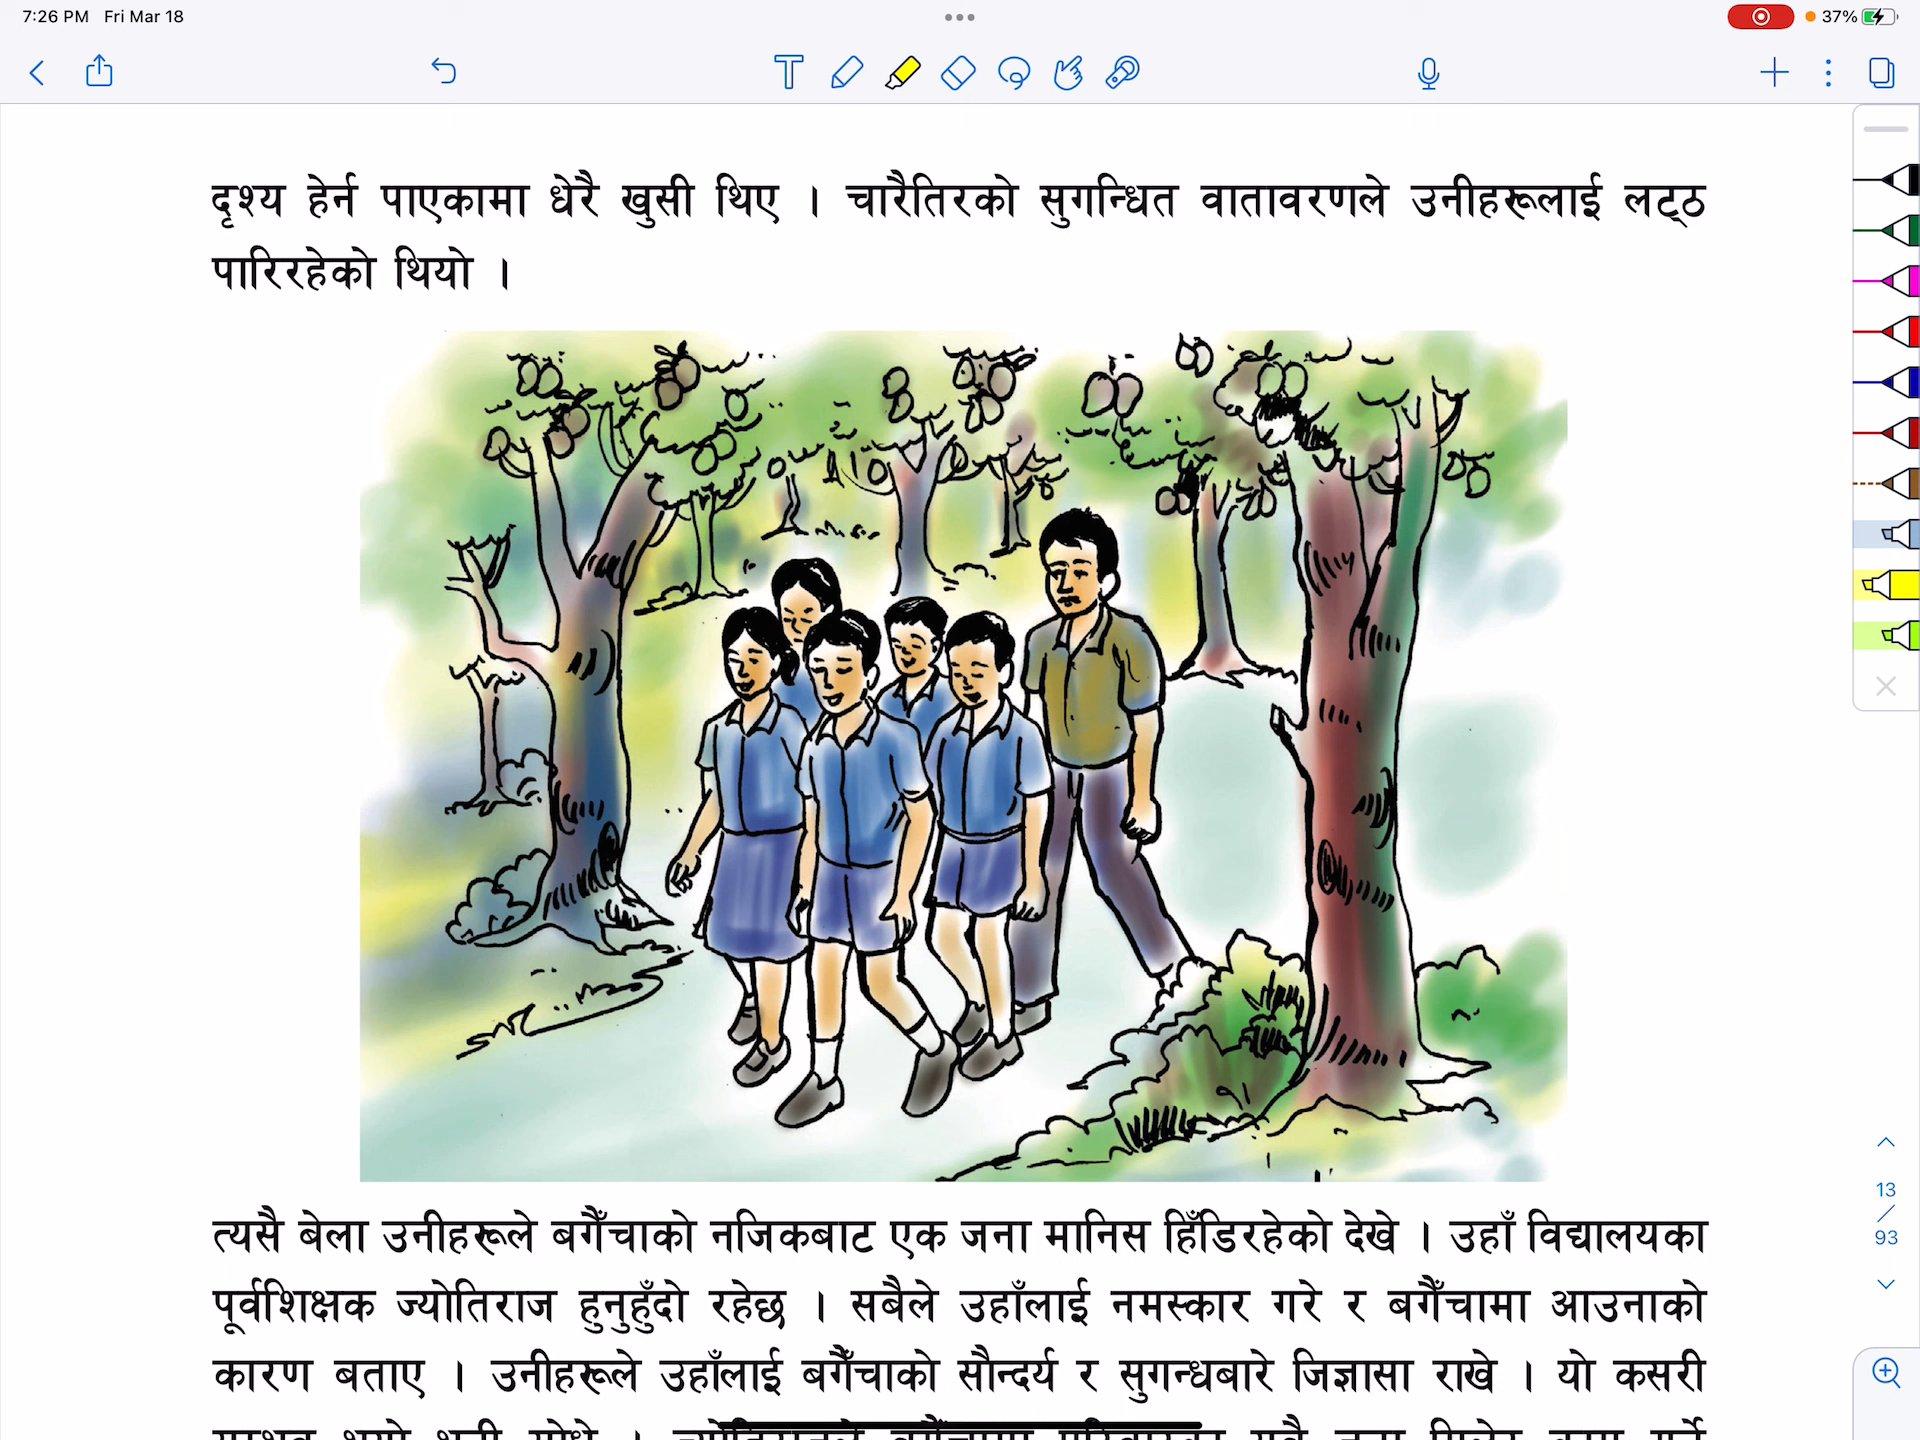 7:26 PM Fri Mar 18
37%
दृश्य हेर्न पाएकामा धेरै खुसी थिए । चारैतिरको सुगन्धित वातावरणले उनीहरूलाई लट्ठ
पारिरहेको थियो ।
13
93
त्यसै बेला उनीहरूले बगैँचाको नजिकबाट एक जना मानिस हिँडिरहेको देखे । उहाँ विद्यालयका
पूर्वशिक्षक ज्योतिराज हुनुहुँदो रहेछ । सबैले उहाँलाई नमस्कार गरे र बगैँचामा आउनाको
कारण बताए । उनीहरूले उहाँलाई बगैँचाको सौन्दर्य र सुगन्धबारे जिज्ञासा राखे । यो कसरी